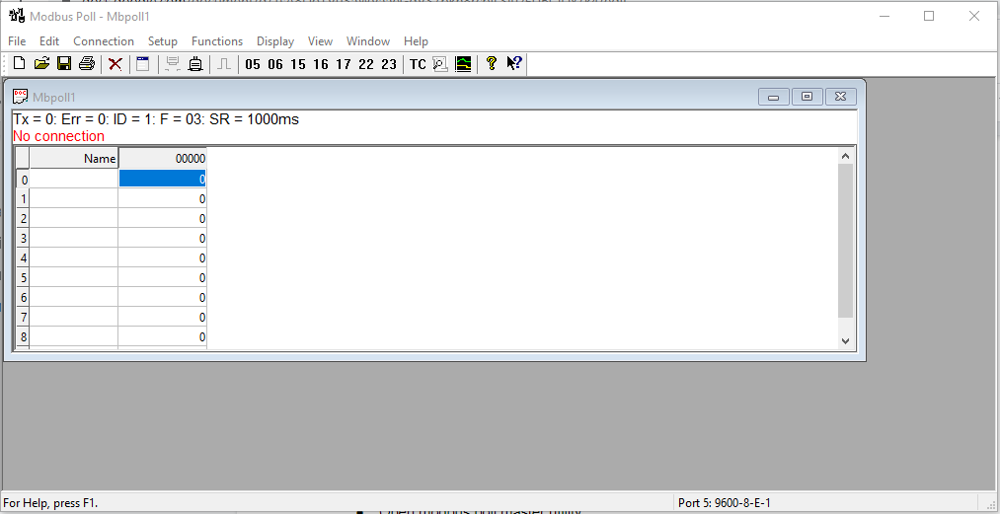 Modbus Poll - Mbpoll1
File Edit Connection Setup Functions Display View Window Help
05 06 15 16 17 22 23 TC
Mbpoll1
Tx = 0: Err = 0: ID = 1: F = 03: SR = 1000ms
No connection
Name 00000
0 0
1 0
2 0
3 0
4 0
5 0
6 0
7 0
8 0
For Help, press F1.
Port 5: 9600-8-E-1